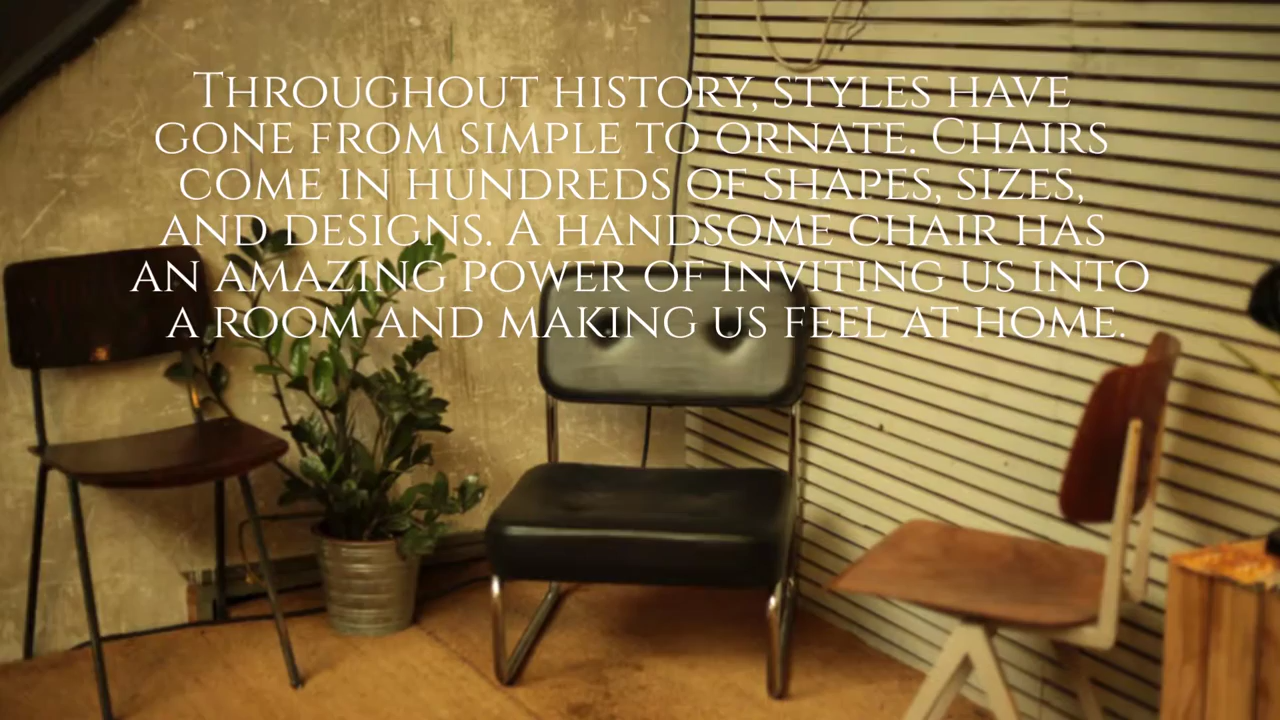 Throughout history, styles have
gone from simple to ornate. Chairs
come in hundreds of shapes, sizes,
and designs. A handsome chair has
an amazing power of inviting us into
a room and making us feel at home.